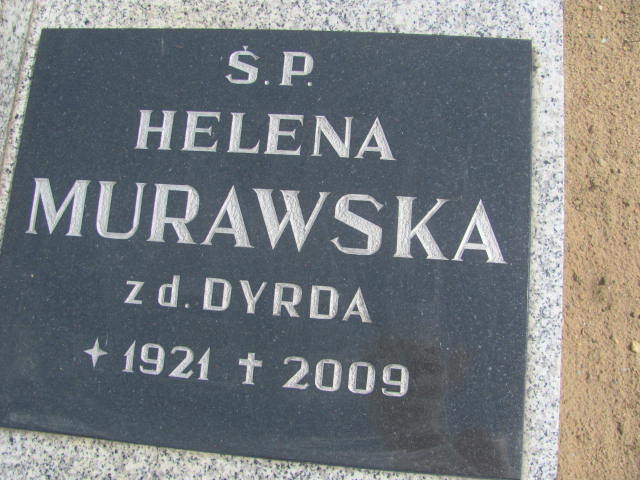 Ś.P.
HELENA
MURAWSKA
z d. DYRDA
✦ 1921 ✝ 2009